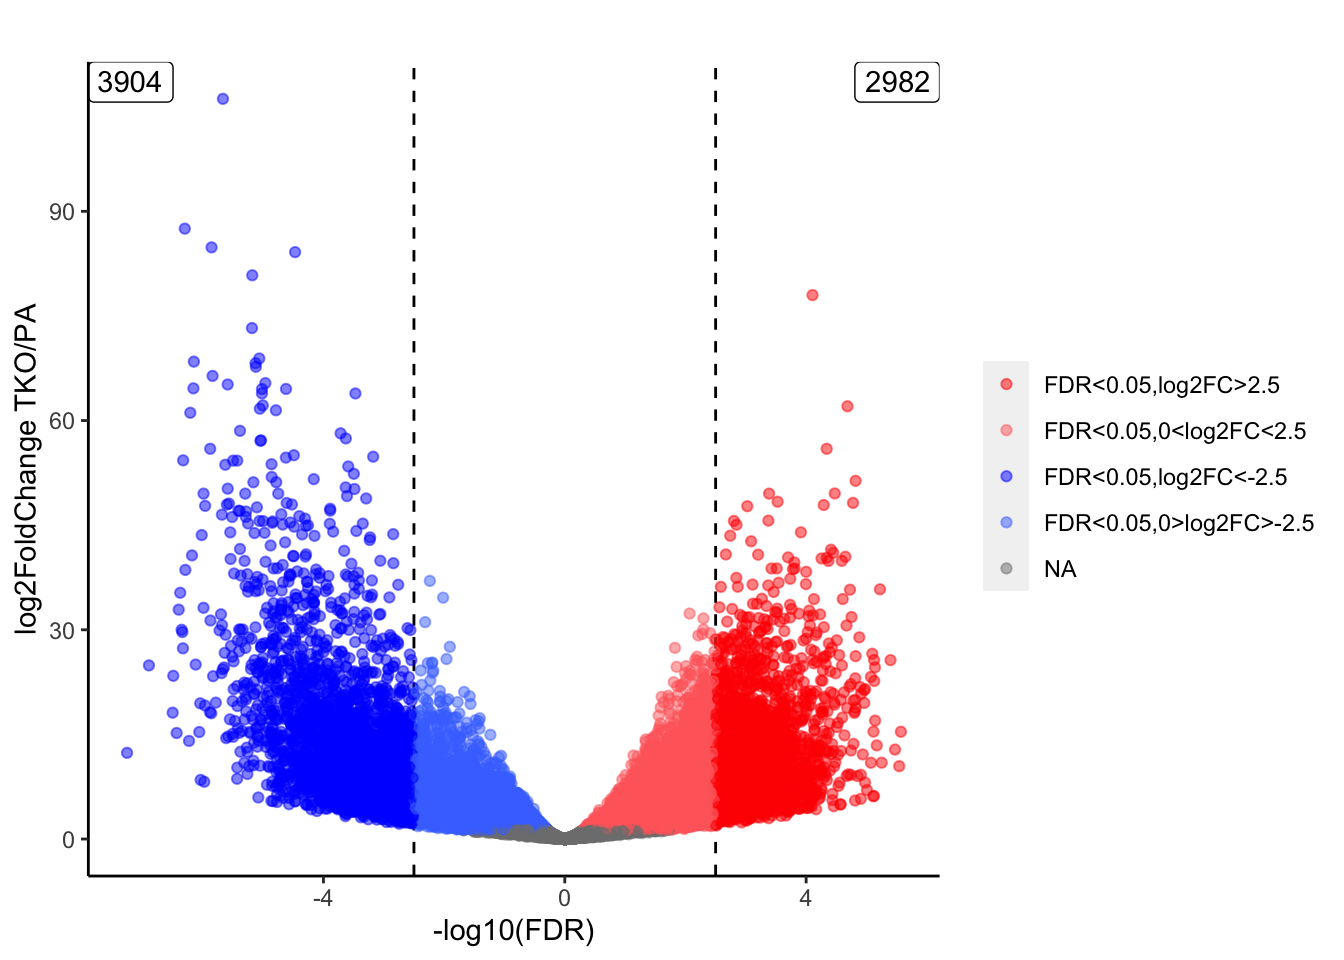 3904
2982
90
60
30
0
log2FoldChange TKO/PA
-4
0
4
-log10(FDR)
FDR<0.05,log2FC>2.5
FDR<0.05,0<log2FC<2.5
FDR<0.05,log2FC<-2.5
FDR<0.05,0>log2FC>-2.5
NA